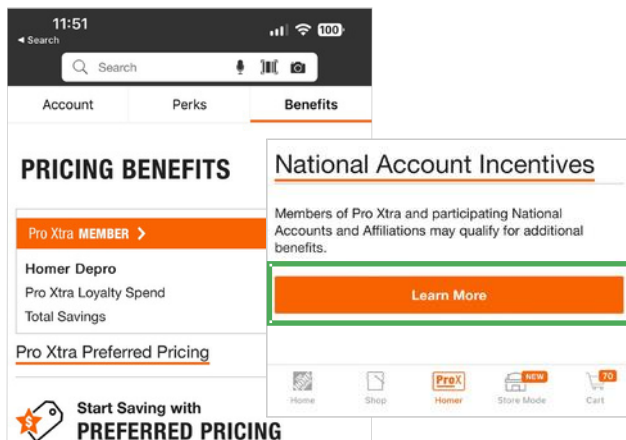 11:51
◂ Search
100
Search
Account Perks Benefits
PRICING BENEFITS
Pro Xtra MEMBER
Homer Depro
Pro Xtra Loyalty Spend
Total Savings
Pro Xtra Preferred Pricing
Start Saving with
PREFERRED PRICING
National Account Incentives
Members of Pro Xtra and participating National
Accounts and Affiliations may qualify for additional
benefits.
Learn More
ProX
NEW
70
Home Shop Homer Store Mode Cart